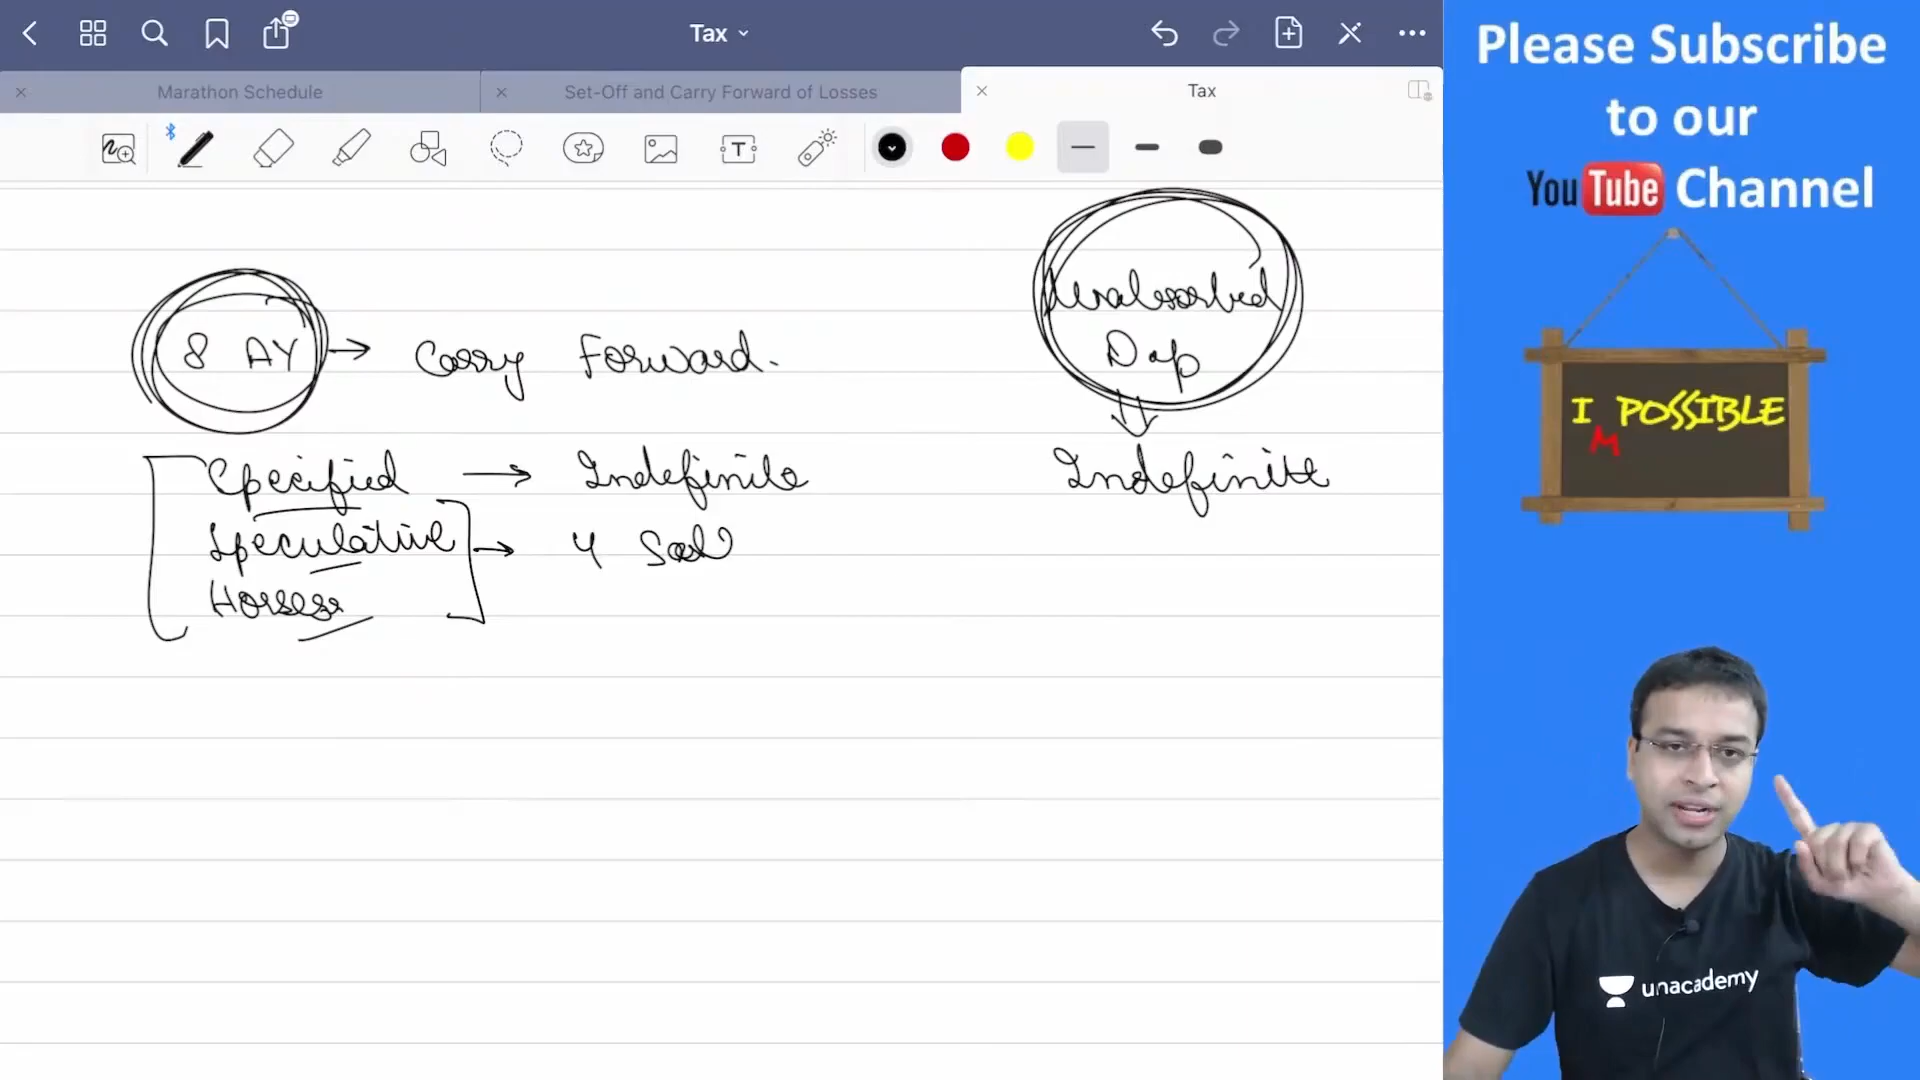 Tax
Marathon Schedule
Set-Off and Carry Forward of Losses
Tax
T
8 AY → Carry Forward.
Specified → Indefinite
Speculative
Horses
→ 4 Saal
Unabsorbed
Dep
Indefinite
Please Subscribe
to our
YouTube Channel
I POSSIBLE
M
unacademy